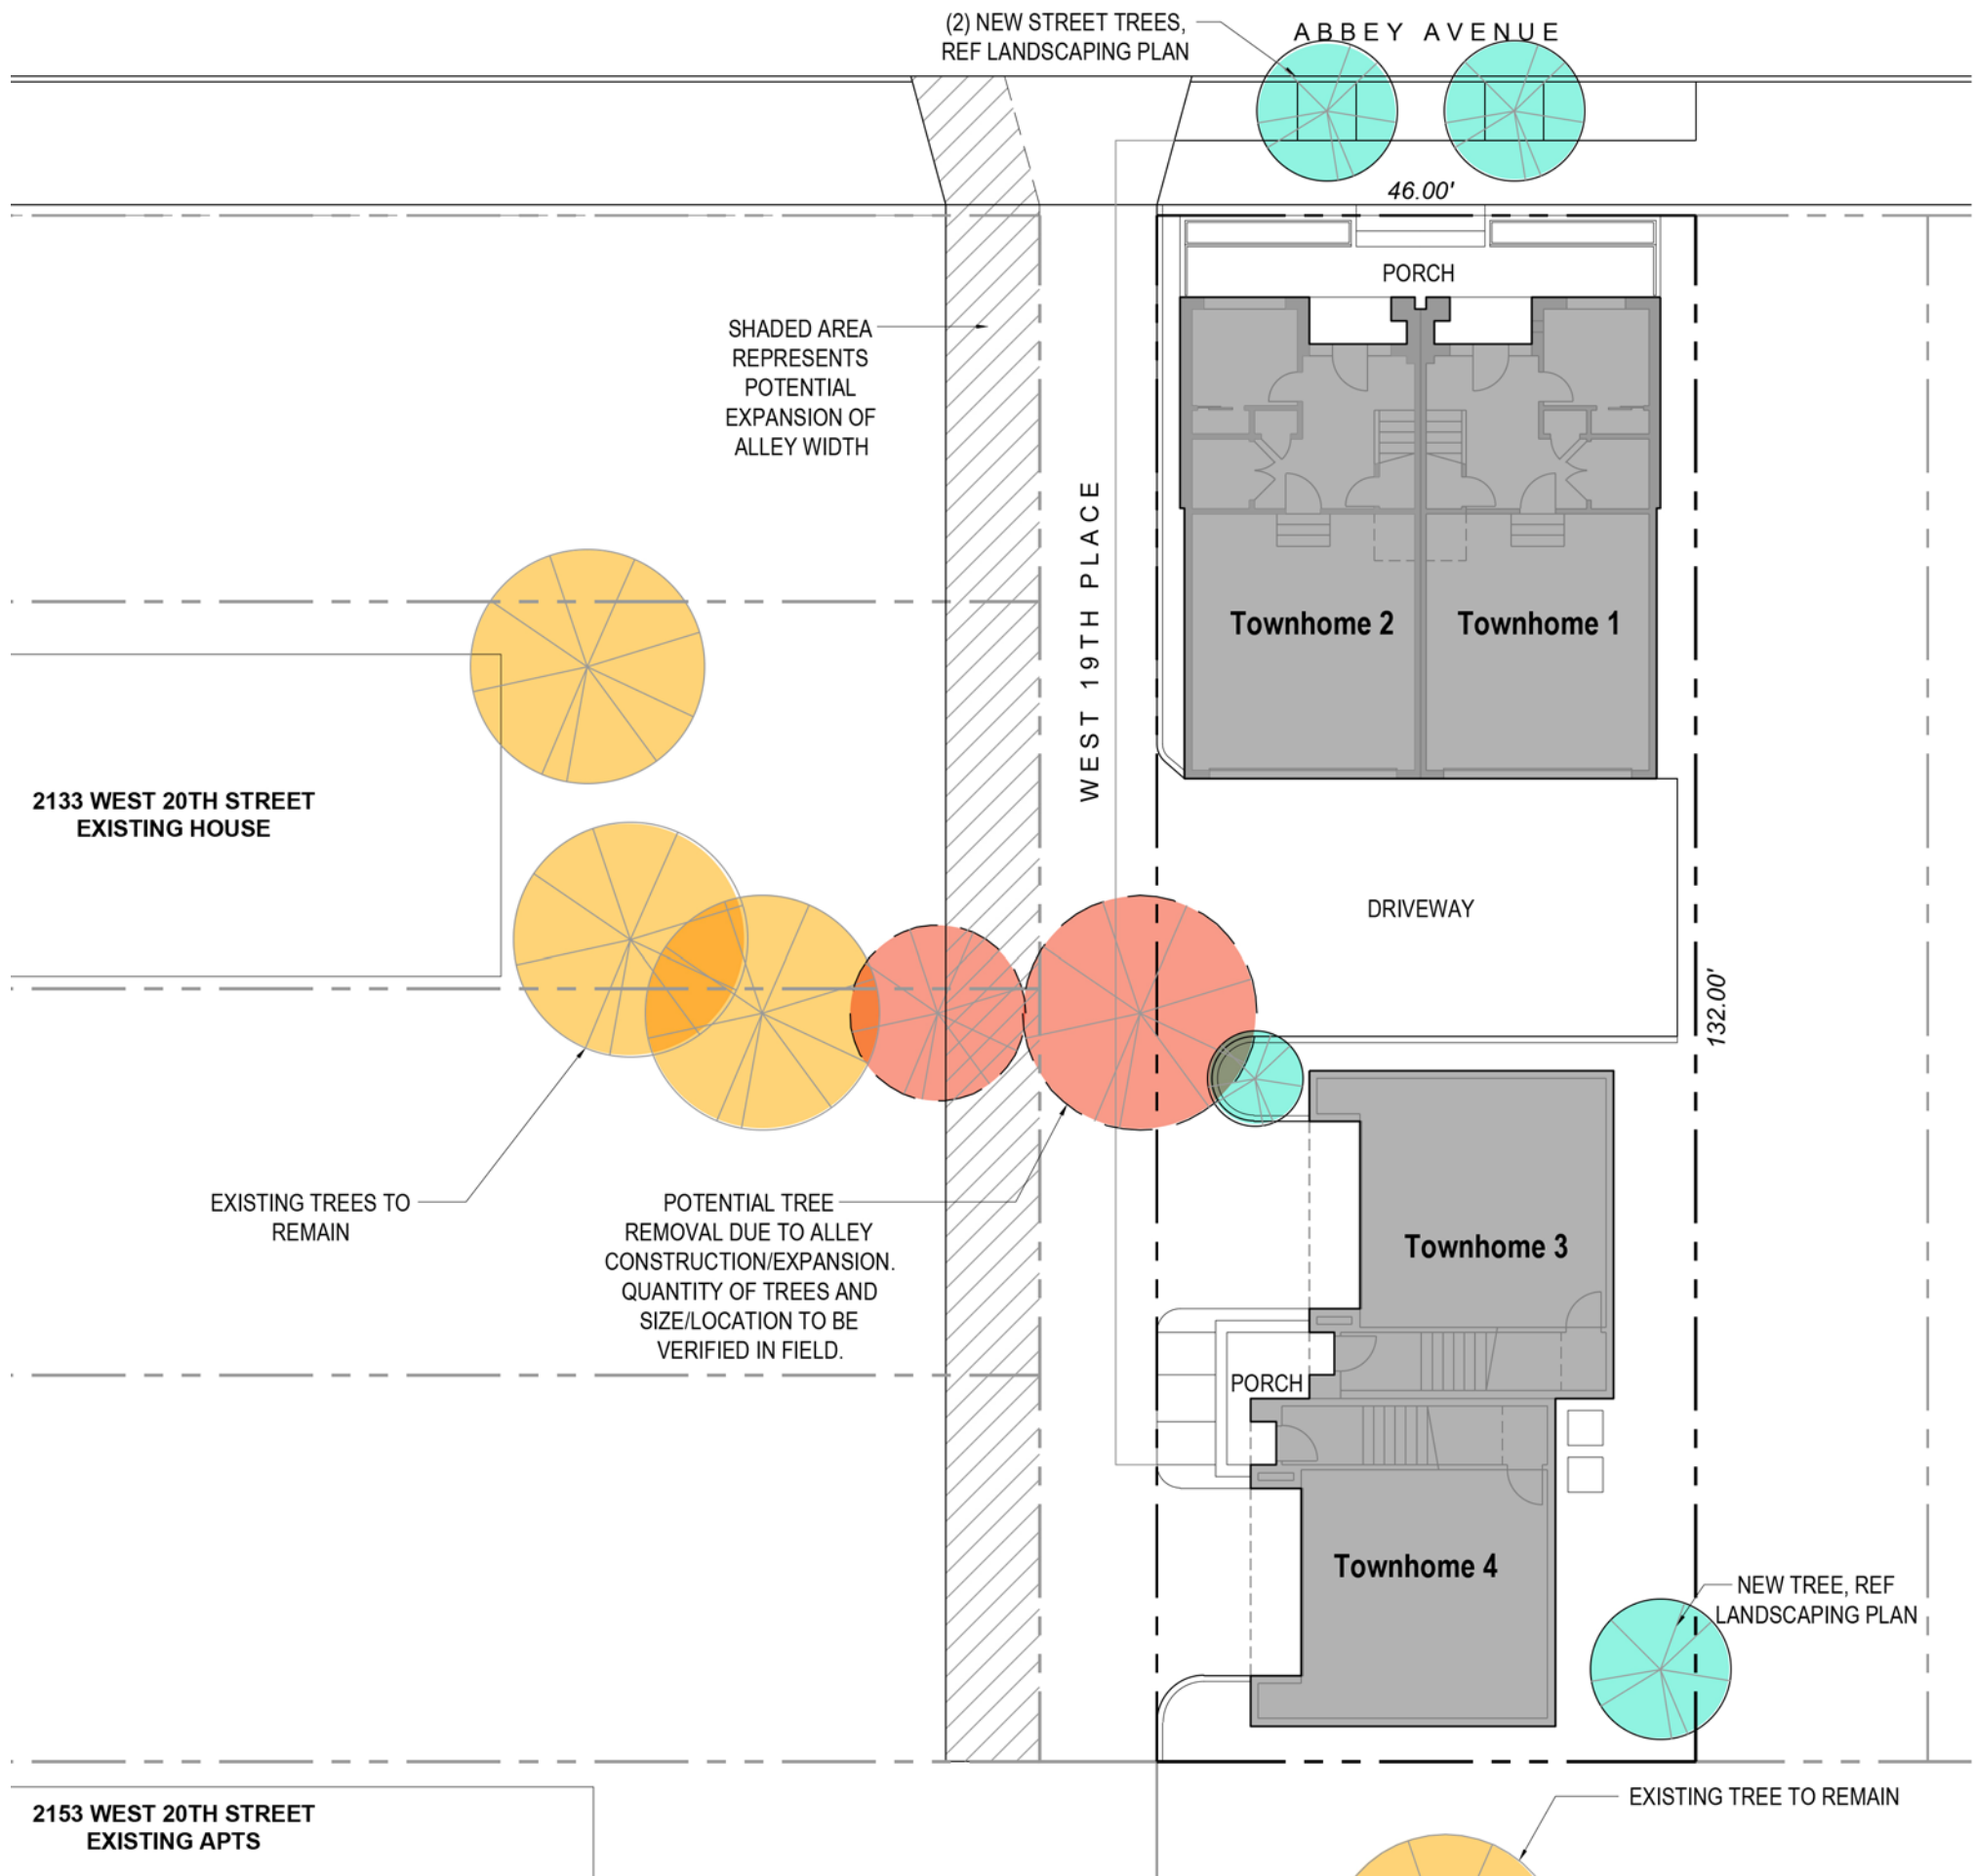 (2) NEW STREET TREES,
REF LANDSCAPING PLAN
ABBEY AVENUE
46.00'
PORCH
SHADED AREA
REPRESENTS
POTENTIAL
EXPANSION OF
ALLEY WIDTH
WEST 19TH PLACE
Townhome 2
Townhome 1
2133 WEST 20TH STREET
EXISTING HOUSE
DRIVEWAY
132.00'
EXISTING TREES TO
REMAIN
POTENTIAL TREE
REMOVAL DUE TO ALLEY
CONSTRUCTION/EXPANSION.
QUANTITY OF TREES AND
SIZE/LOCATION TO BE
VERIFIED IN FIELD.
Townhome 3
PORCH
Townhome 4
NEW TREE, REF
LANDSCAPING PLAN
2153 WEST 20TH STREET
EXISTING APTS
EXISTING TREE TO REMAIN